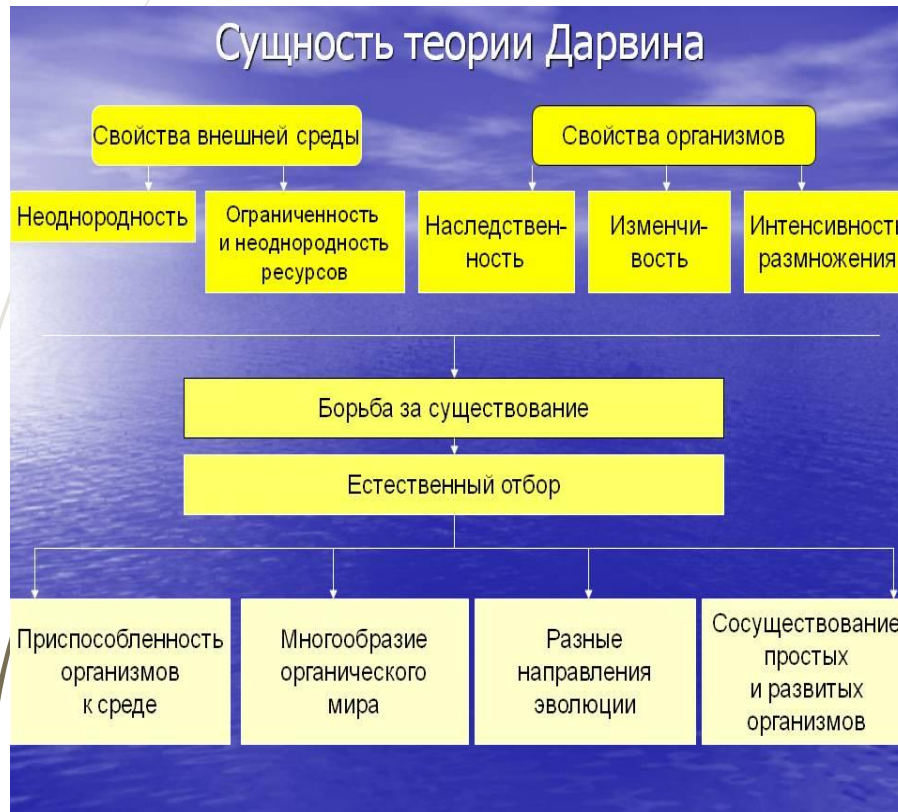 Сущность теории Дарвина
Свойства внешней среды
Свойства организмов
Неоднородность
Ограниченность
и неоднородность
ресурсов
Наследствен-
ность
Изменчи-
вость
Интенсивность
размножения
Борьба за существование
Естественный отбор
Приспособленность
организмов
к среде
Многообразие
органического
мира
Разные
направления
эволюции
Сосуществование
простых
и развитых
организмов